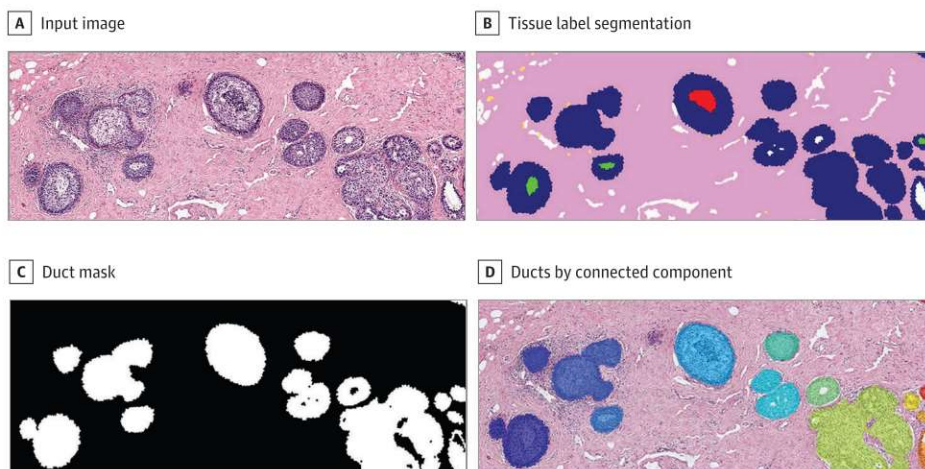 A Input image
B Tissue label segmentation
C Duct mask
D Ducts by connected component